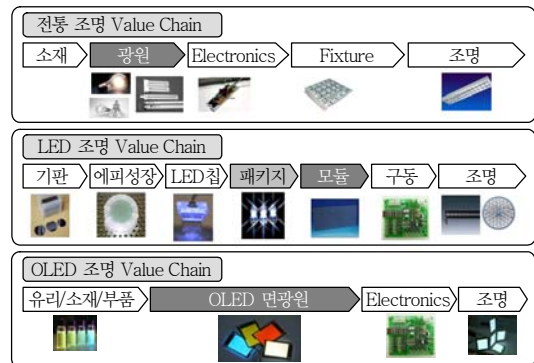 전통 조명 Value Chain
소재 광원 Electronics Fixture 조명
LED 조명 Value Chain
기판 에피성장 LED칩 패키지 모듈 구동 조명
OLED 조명 Value Chain
유리/소재/부품 OLED 면광원 Electronics 조명